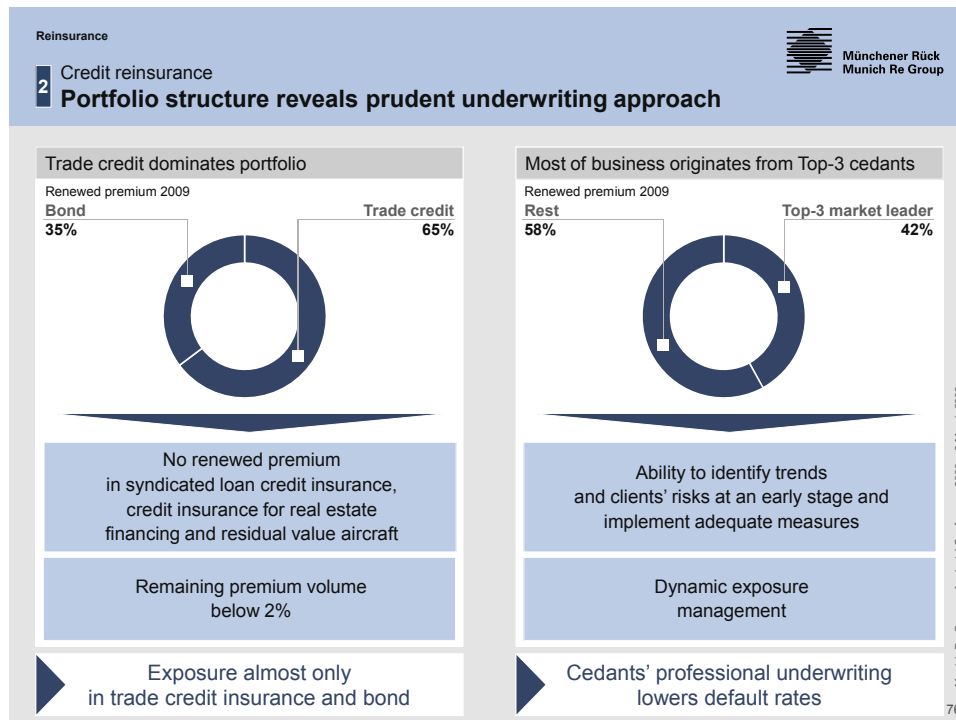 Reinsurance
Münchener Rück
Munich Re Group
2
Credit reinsurance
Portfolio structure reveals prudent underwriting approach
Trade credit dominates portfolio
Renewed premium 2009
Bond
Trade credit
35%
65%
No renewed premium
in syndicated loan credit insurance,
credit insurance for real estate
financing and residual value aircraft
Remaining premium volume
below 2%
Exposure almost only
in trade credit insurance and bond
Most of business originates from Top-3 cedants
Renewed premium 2009
Rest
Top-3 market leader
58%
42%
Ability to identify trends
and clients' risks at an early stage and
implement adequate measures
Dynamic exposure
management
Cedants' professional underwriting
lowers default rates